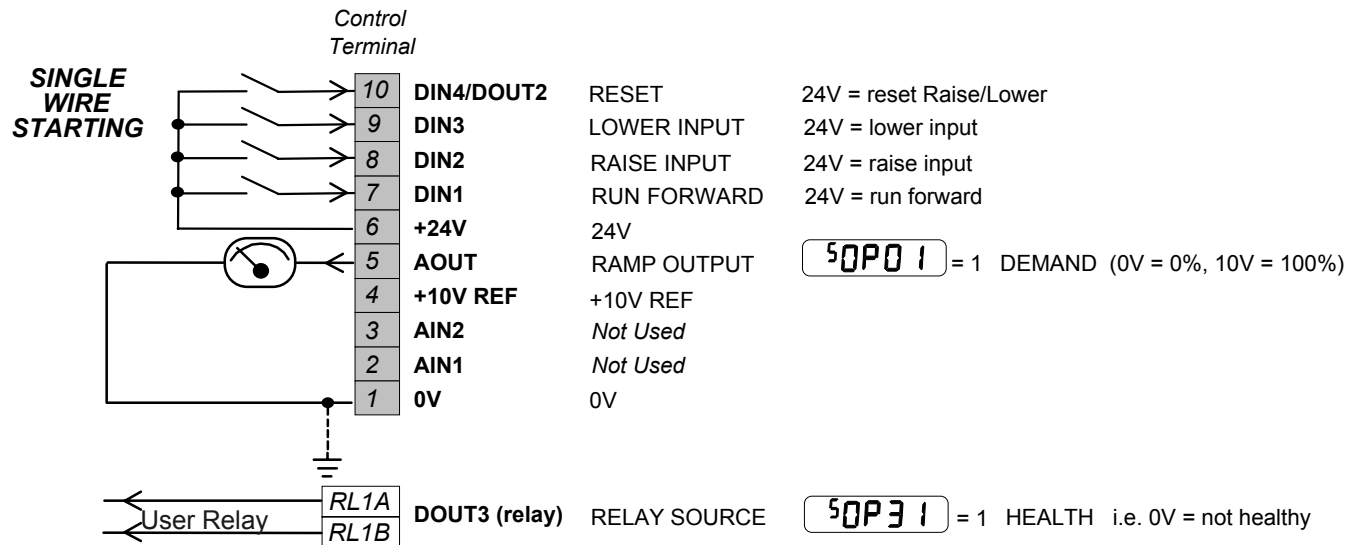 Control
Terminal
SINGLE
WIRE
STARTING
10 DIN4/DOUT2 RESET 24V = reset Raise/Lower
9 DIN3 LOWER INPUT 24V = lower input
8 DIN2 RAISE INPUT 24V = raise input
7 DIN1 RUN FORWARD 24V = run forward
6 +24V 24V
5 AOUT RAMP OUTPUT SOP01 = 1 DEMAND (0V = 0%, 10V = 100%)
4 +10V REF +10V REF
3 AIN2 Not Used
2 AIN1 Not Used
1 0V 0V
User Relay
RL1A
RL1B
DOUT3 (relay) RELAY SOURCE SOP31 = 1 HEALTH i.e. 0V = not healthy